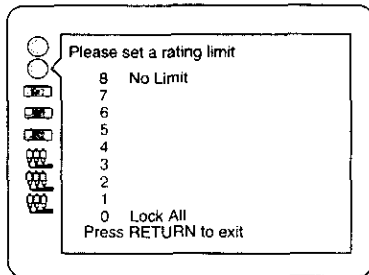 Please set a rating limit
8 No Limit
7
6
5
4
3
2
1
0 Lock All
Press RETURN to exit